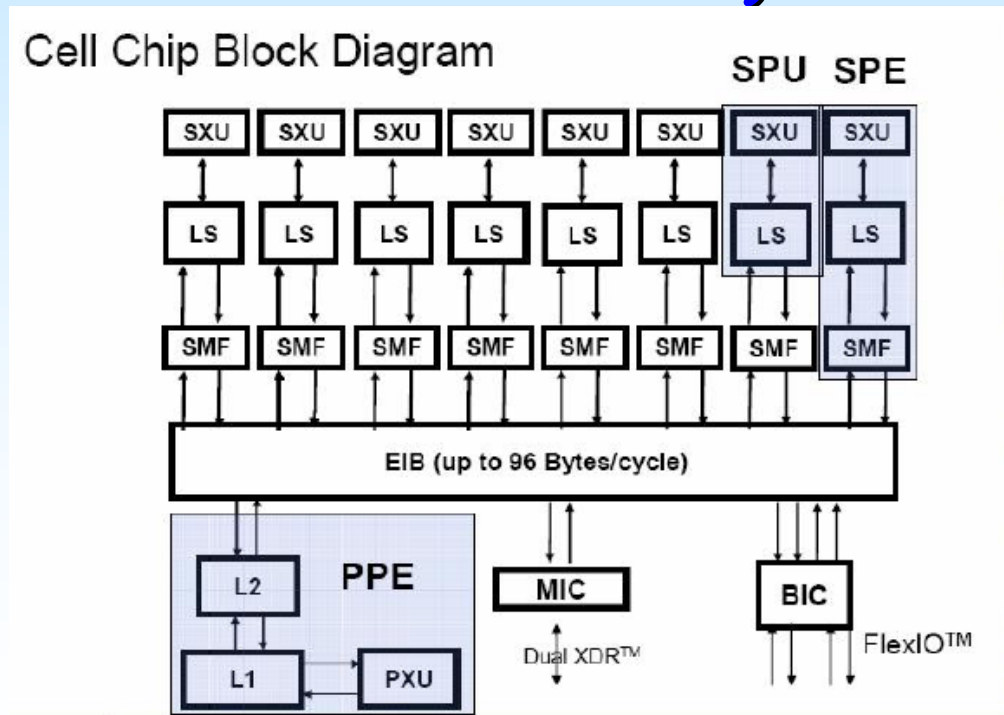 Cell Chip Block Diagram
SPU SPE
SXU SXU SXU SXU SXU SXU SXU SXU
LS LS LS LS LS LS LS LS
SMF SMF SMF SMF SMF SMF SMF SMF
EIB (up to 96 Bytes/cycle)
L2 PPE MIC BIC
Dual XDR™ FlexIO™
L1 PXU